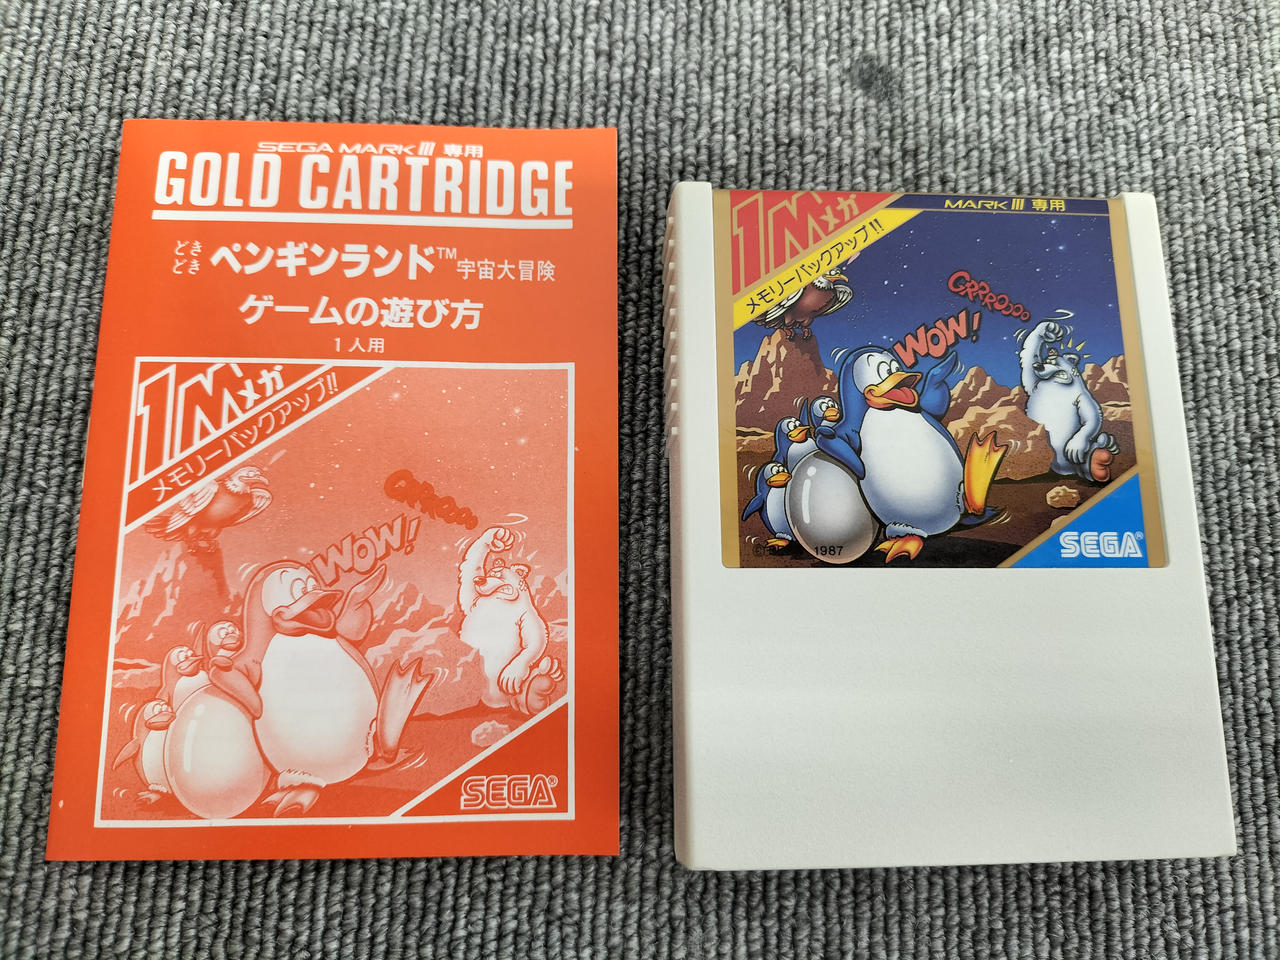 SEGA MARK III 専用
GOLD CARTRIDGE
どき
どき
ペンギンランド™宇宙大冒険
ゲームの遊び方
1人用
1Mメガ
メモリーバックアップ!!
GRRROooo
WOW!
SEGA®
1Mメガ
MARK III 専用
メモリーバックアップ!!
GRRROooo
WOW!
© 1987
SEGA®